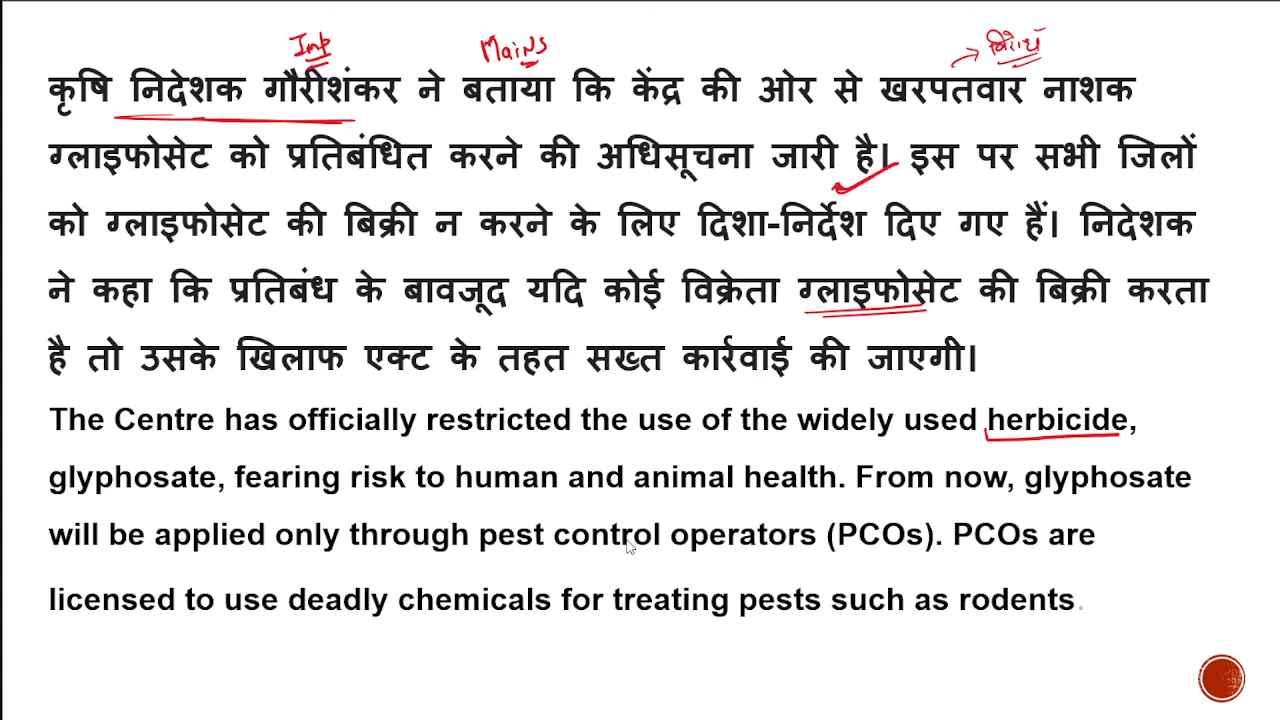 Imp Mains → विरोध
कृषि निदेशक गौरीशंकर ने बताया कि केंद्र की ओर से खरपतवार नाशक
ग्लाइफोसेट को प्रतिबंधित करने की अधिसूचना जारी है। इस पर सभी जिलों
को ग्लाइफोसेट की बिक्री न करने के लिए दिशा-निर्देश दिए गए हैं। निदेशक
ने कहा कि प्रतिबंध के बावजूद यदि कोई विक्रेता ग्लाइफोसेट की बिक्री करता
है तो उसके खिलाफ एक्ट के तहत सख्त कार्रवाई की जाएगी।
The Centre has officially restricted the use of the widely used herbicide,
glyphosate, fearing risk to human and animal health. From now, glyphosate
will be applied only through pest control operators (PCOs). PCOs are
licensed to use deadly chemicals for treating pests such as rodents.